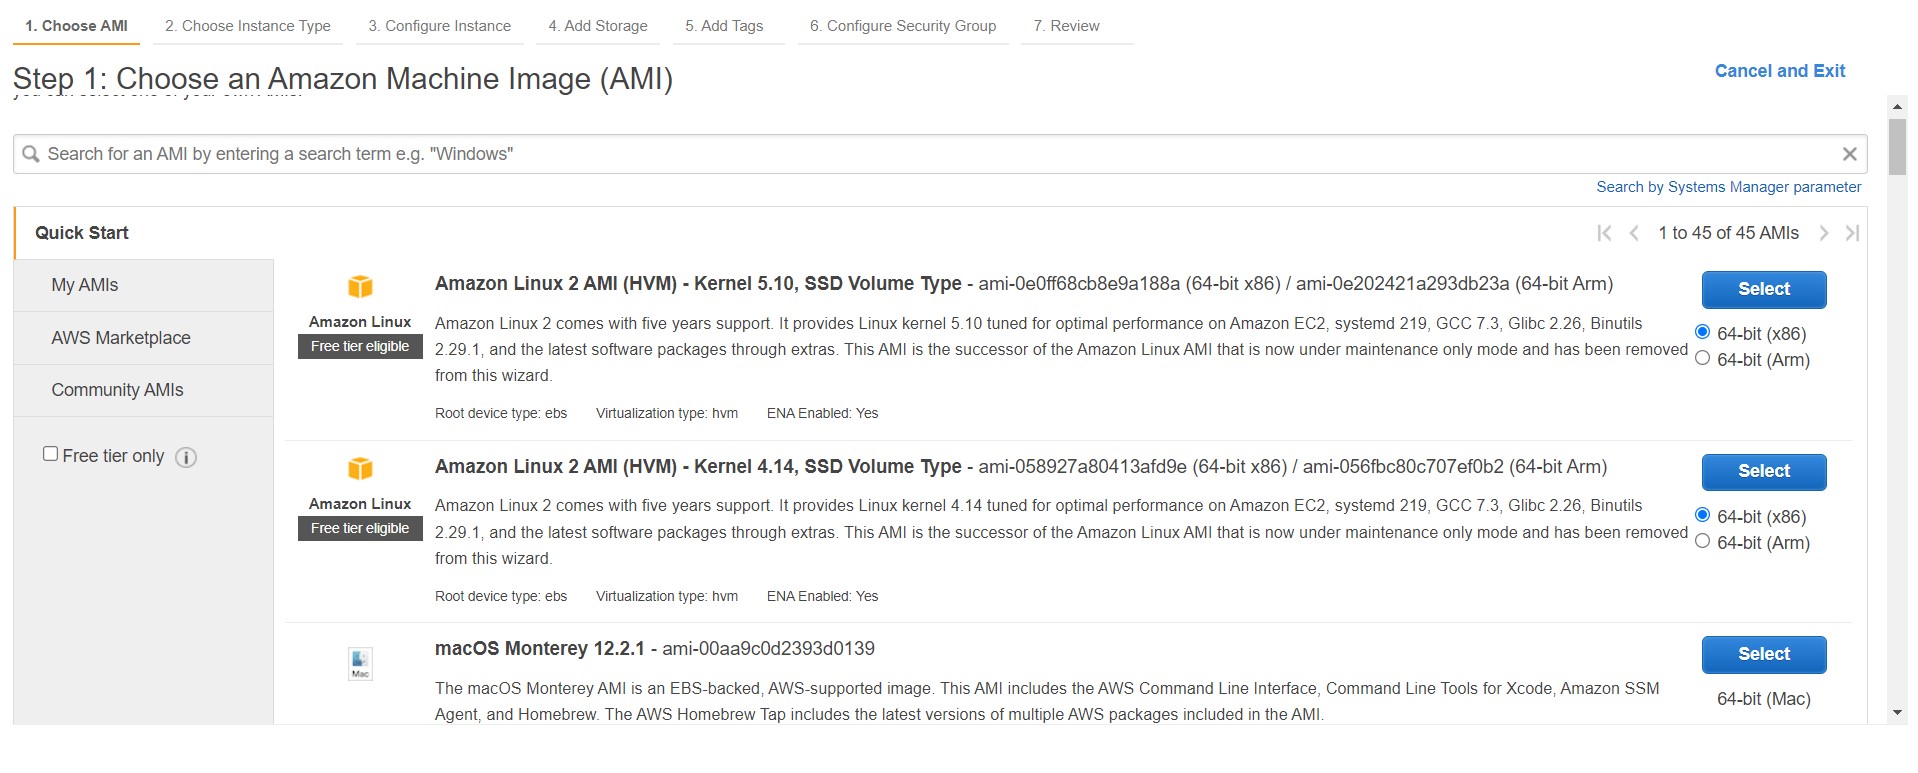 1. Choose AMI 2. Choose Instance Type 3. Configure Instance 4. Add Storage 5. Add Tags 6. Configure Security Group 7. Review
Step 1: Choose an Amazon Machine Image (AMI)
Cancel and Exit
Search for an AMI by entering a search term e.g. "Windows"
Search by Systems Manager parameter
Quick Start
1 to 45 of 45 AMIs
My AMIs
AWS Marketplace
Community AMIs
Free tier only
Amazon Linux
Free tier eligible
Amazon Linux 2 AMI (HVM) - Kernel 5.10, SSD Volume Type - ami-0e0ff68cb8e9a188a (64-bit x86) / ami-0e202421a293db23a (64-bit Arm)
Amazon Linux 2 comes with five years support. It provides Linux kernel 5.10 tuned for optimal performance on Amazon EC2, systemd 219, GCC 7.3, Glibc 2.26, Binutils
2.29.1, and the latest software packages through extras. This AMI is the successor of the Amazon Linux AMI that is now under maintenance only mode and has been removed
from this wizard.
Root device type: ebs Virtualization type: hvm ENA Enabled: Yes
Select
64-bit (x86)
64-bit (Arm)
Amazon Linux
Free tier eligible
Amazon Linux 2 AMI (HVM) - Kernel 4.14, SSD Volume Type - ami-058927a80413afd9e (64-bit x86) / ami-056fbc80c707ef0b2 (64-bit Arm)
Amazon Linux 2 comes with five years support. It provides Linux kernel 4.14 tuned for optimal performance on Amazon EC2, systemd 219, GCC 7.3, Glibc 2.26, Binutils
2.29.1, and the latest software packages through extras. This AMI is the successor of the Amazon Linux AMI that is now under maintenance only mode and has been removed
from this wizard.
Root device type: ebs Virtualization type: hvm ENA Enabled: Yes
Select
64-bit (x86)
64-bit (Arm)
Mac
macOS Monterey 12.2.1 - ami-00aa9c0d2393d0139
The macOS Monterey AMI is an EBS-backed, AWS-supported image. This AMI includes the AWS Command Line Interface, Command Line Tools for Xcode, Amazon SSM
Agent, and Homebrew. The AWS Homebrew Tap includes the latest versions of multiple AWS packages included in the AMI.
Select
64-bit (Mac)